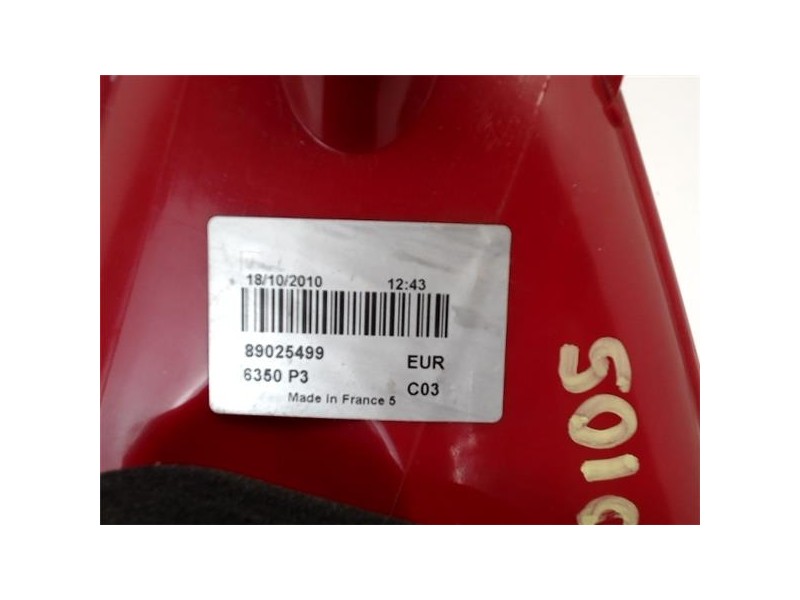 18/10/2010 12:43
89025499 EUR
6350 P3 C03
Made in France 5